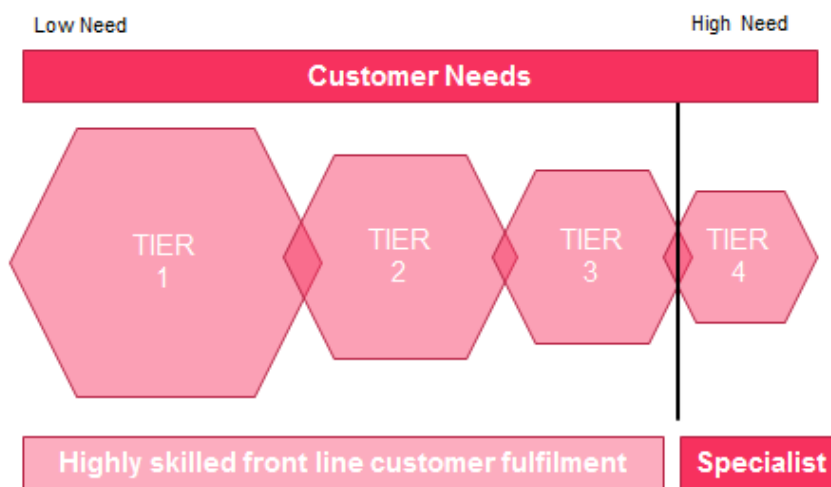 Low Need
High Need
Customer Needs
TIER
1
TIER
2
TIER
3
TIER
4
Highly skilled front line customer fulfilment
Specialist